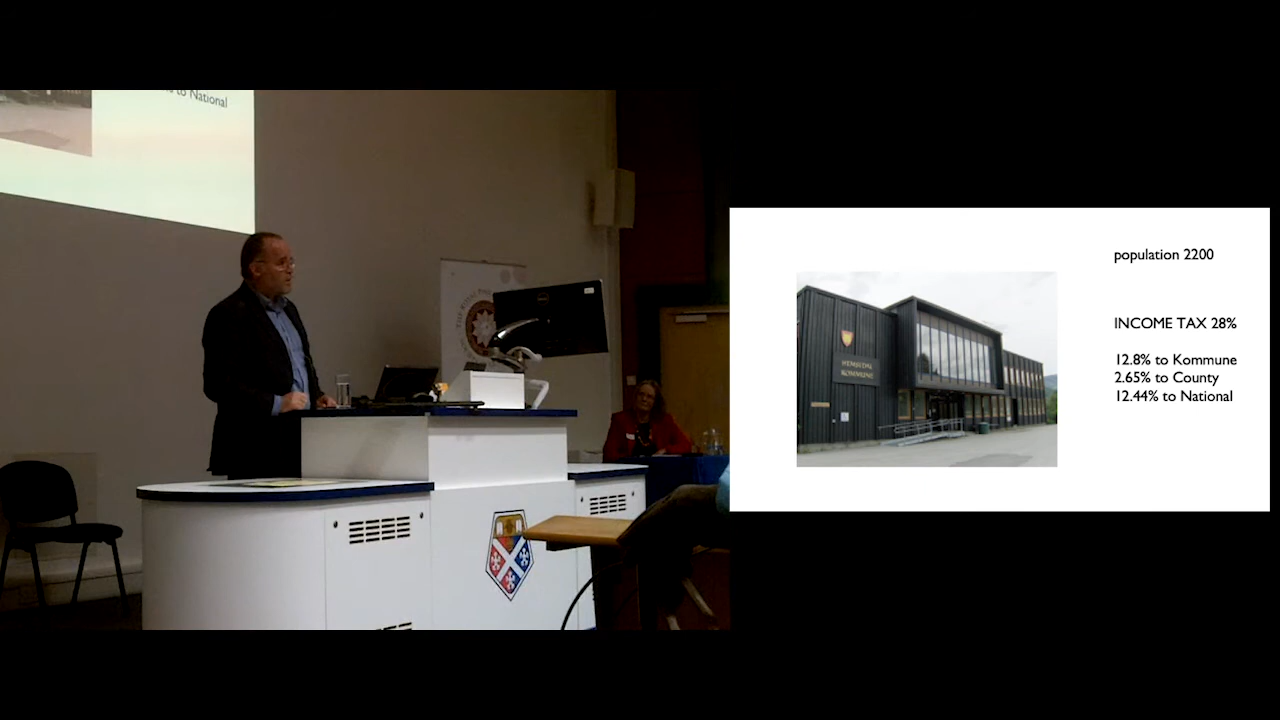 to National
population 2200
INCOME TAX 28%
12.8% to Kommune
2.65% to County
12.44% to National
HEMSEDAL
KOMMUNE